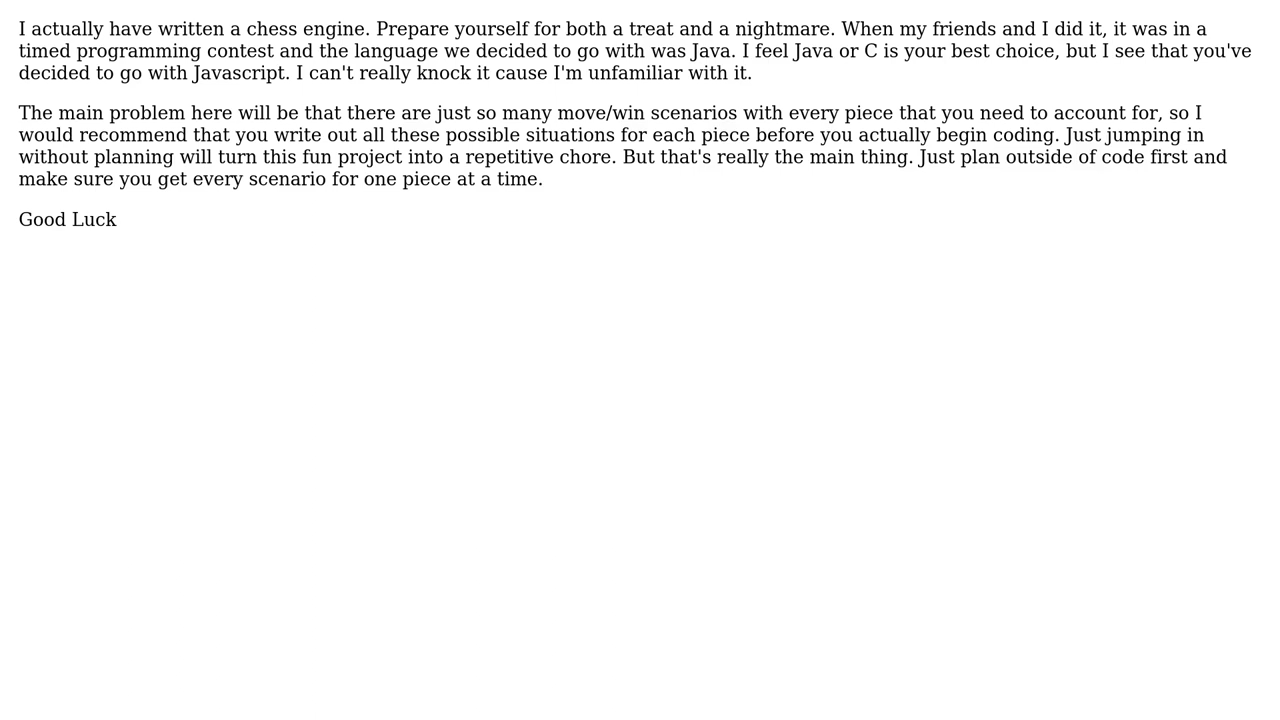 I actually have written a chess engine. Prepare yourself for both a treat and a nightmare. When my friends and I did it, it was in a
timed programming contest and the language we decided to go with was Java. I feel Java or C is your best choice, but I see that you've
decided to go with Javascript. I can't really knock it cause I'm unfamiliar with it.
The main problem here will be that there are just so many move/win scenarios with every piece that you need to account for, so I
would recommend that you write out all these possible situations for each piece before you actually begin coding. Just jumping in
without planning will turn this fun project into a repetitive chore. But that's really the main thing. Just plan outside of code first and
make sure you get every scenario for one piece at a time.
Good Luck